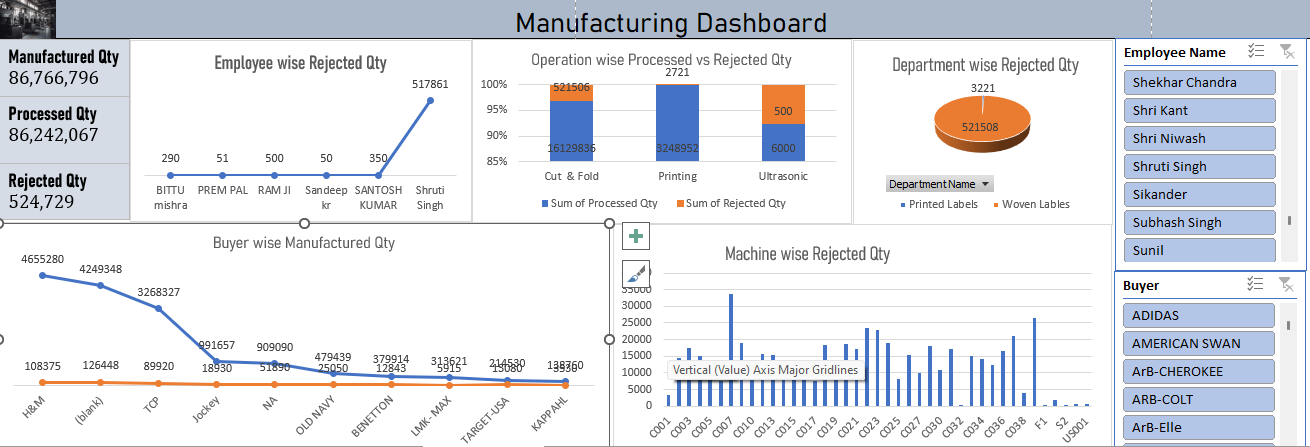 Manufacturing Dashboard
Manufactured Qty
86,766,796
Processed Qty
86,242,067
Rejected Qty
524,729
Employee wise Rejected Qty
517861
290
51
500
50
350
BITTU
mishra
PREM PAL
RAM JI
Sandeep
kr
SANTOSH
KUMAR
Shruti
Singh
Operation wise Processed vs Rejected Qty
2721
100%
95%
90%
85%
521506
500
16129836
3248952
6000
Cut & Fold
Printing
Ultrasonic
Sum of Processed Qty
Sum of Rejected Qty
Department wise Rejected Qty
3221
521508
Department Name
Printed Labels
Woven Lables
Employee Name
Shekhar Chandra
Shri Kant
Shri Niwash
Shruti Singh
Sikander
Subhash Singh
Sunil
Buyer wise Manufactured Qty
4655280
4249348
3268327
991657
909090
479439
379914
313621
214530
138760
108375
126448
89920
18930
51890
25050
12843
5915
13080
3930
H&M
(blank)
TCP
Jockey
NA
OLD NAVY
BENETTON
LMK - MAX
TARGET-USA
KAPPAHL
Machine wise Rejected Qty
35000
30000
25000
20000
15000
10000
5000
0
Vertical (Value) Axis Major Gridlines
C001
C003
C005
C007
C009
C011
C013
C015
C017
C019
C021
C023
C025
C027
C030
C032
C034
C036
C038
F1
S2
US001
Buyer
ADIDAS
AMERICAN SWAN
ArB-CHEROKEE
ARB-COLT
ArB-Elle